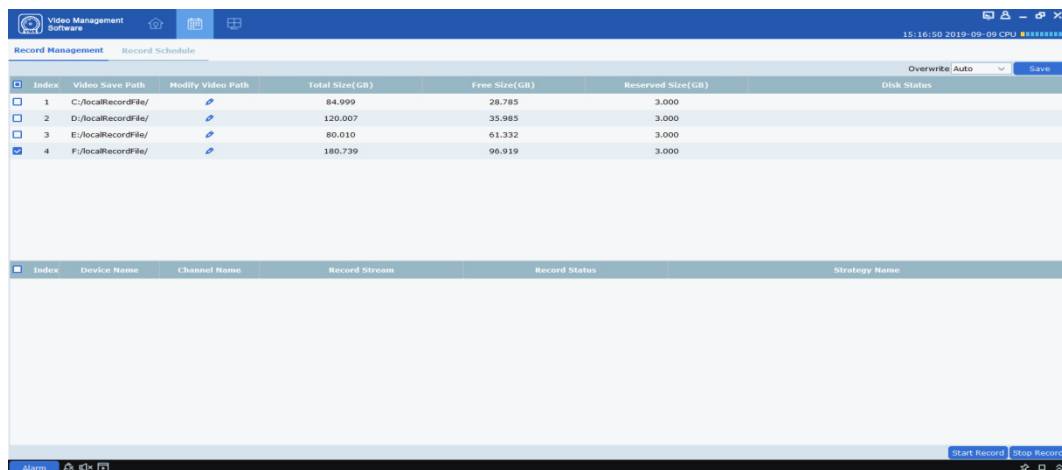 Video Management
Software
15:16:50 2019-09-09 CPU
Record Management Record Schedule
Overwrite Auto Save
Index Video Save Path Modify Video Path Total Size(GB) Free Size(GB) Reserved Size(GB) Disk Status
1 C:/localRecordFile/ 84.999 28.785 3.000
2 D:/localRecordFile/ 120.007 35.985 3.000
3 E:/localRecordFile/ 80.010 61.332 3.000
4 F:/localRecordFile/ 180.739 96.919 3.000
Index Device Name Channel Name Record Stream Record Status Strategy Name
Start Record Stop Record
Alarm